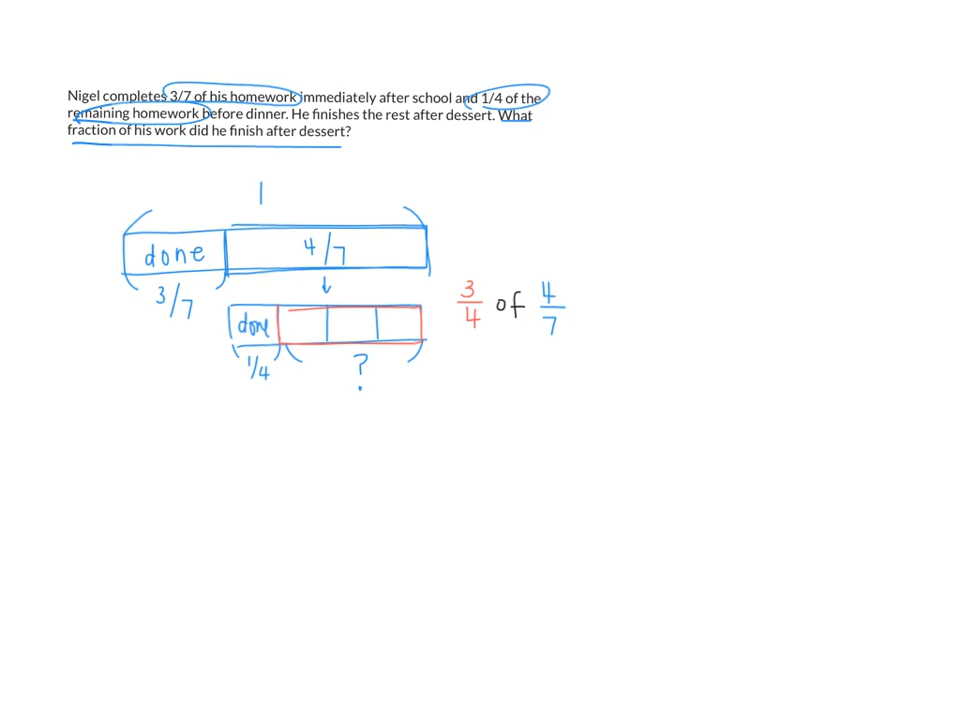 Nigel completes 3/7 of his homework immediately after school and 1/4 of the
remaining homework before dinner. He finishes the rest after dessert. What
fraction of his work did he finish after dessert?
1
done 4/7
3/7
done
3/4 of 4/7
1/4 ?